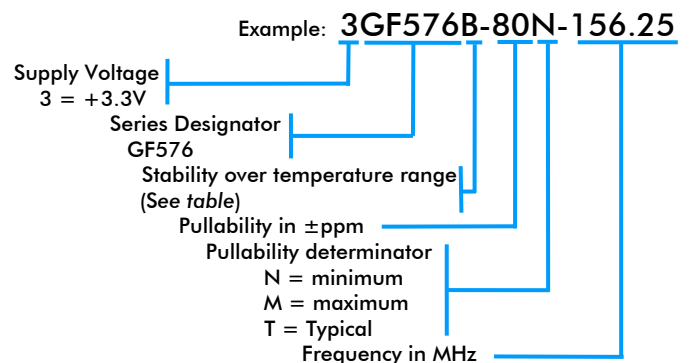 Example: 3GF576B-80N-156.25
Supply Voltage
3 = +3.3V
Series Designator
GF576
Stability over temperature range
(See table)
Pullability in ±ppm
Pullability determinator
N = minimum
M = maximum
T = Typical
Frequency in MHz